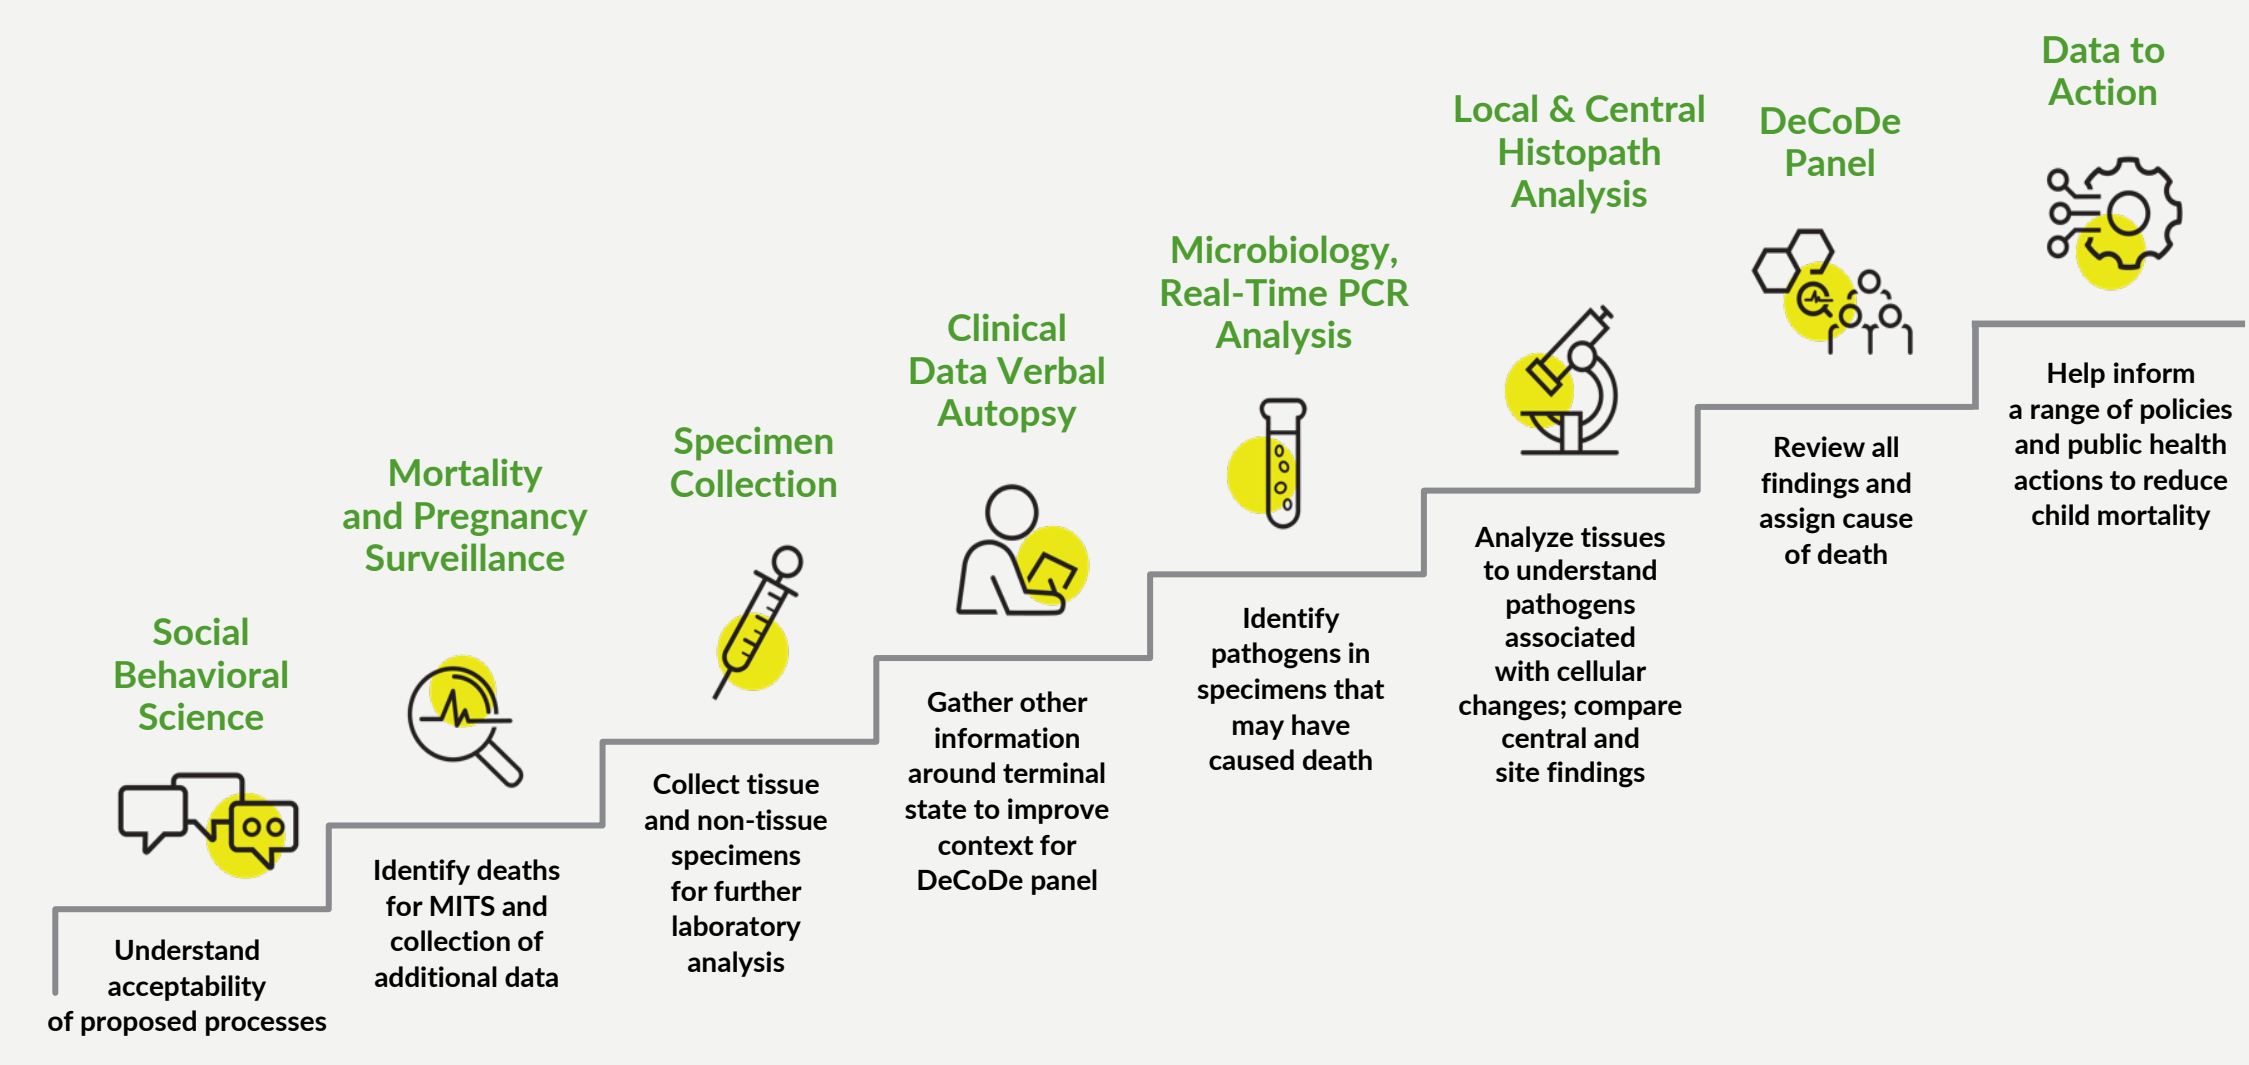 Social
Behavioral
Science
Understand
acceptability
of proposed processes
Mortality
and Pregnancy
Surveillance
Identify deaths
for MITS and
collection of
additional data
Specimen
Collection
Collect tissue
and non-tissue
specimens
for further
laboratory
analysis
Clinical
Data Verbal
Autopsy
Gather other
information
around terminal
state to improve
context for
DeCoDe panel
Microbiology,
Real-Time PCR
Analysis
Identify
pathogens in
specimens that
may have
caused death
Local & Central
Histopath
Analysis
Analyze tissues
to understand
pathogens
associated
with cellular
changes; compare
central and
site findings
DeCoDe
Panel
Review all
findings and
assign cause
of death
Data to
Action
Help inform
a range of policies
and public health
actions to reduce
child mortality